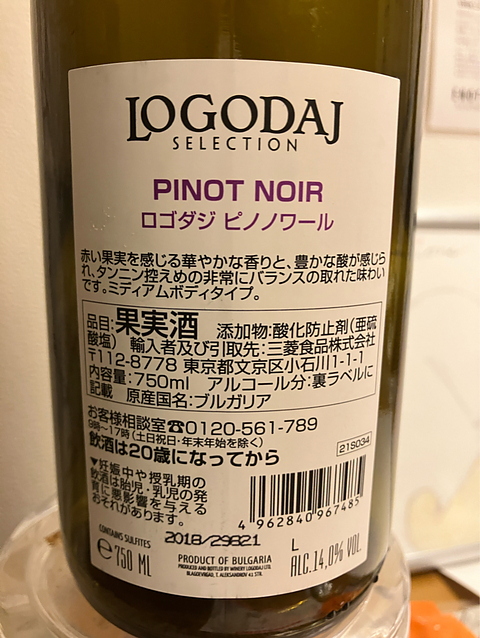 LOGODAJ
SELECTION
PINOT NOIR
ロゴダジ ピノノワール
赤い果実を感じる華やかな香りと、豊かな酸が感じら
れ、タンニン控えめの非常にバランスの取れた味わい
です。ミディアムボディタイプ。
品目:果実酒 添加物:酸化防止剤(亜硫
酸塩) 輸入者及び引取先:三菱食品株式会社
〒112-8778 東京都文京区小石川1-1-1
内容量:750ml アルコール分:裏ラベルに
記載 原産国名:ブルガリア
お客様相談室☎0120-561-789
9時~17時(土日祝日・年末年始を除く)
21S034
飲酒は20歳になってから
▼妊娠中や授乳期の
飲酒は胎児・乳児の発
育に悪影響を与える
おそれがあります。
4 962840 967485
CONTAINS SULFITES
2018/29821
L
℮750 ML
PRODUCT OF BULGARIA
PRODUCED AND BOTTLED BY WINERY LOGODAJ LTD.
BLAGOEVGRAD, T. ALEKSANDROV 42 STR.
ALC.14,0% VOL.